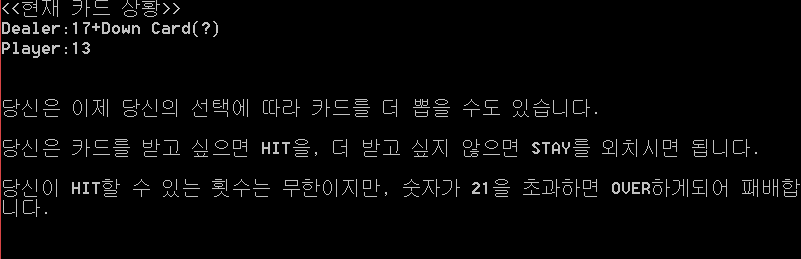 <<현재 카드 상황>>
Dealer:17+Down Card(?)
Player:13
당신은 이제 당신의 선택에 따라 카드를 더 뽑을 수도 있습니다.
당신은 카드를 받고 싶으면 HIT을, 더 받고 싶지 않으면 STAY를 외치시면 됩니다.
당신이 HIT할 수 있는 횟수는 무한이지만, 숫자가 21을 초과하면 OVER하게되어 패배합
니다.